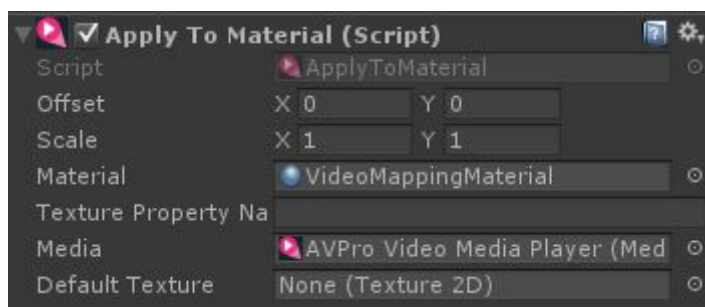 Apply To Material (Script)
Script ApplyToMaterial
Offset X 0 Y 0
Scale X 1 Y 1
Material VideoMappingMaterial
Texture Property Na
Media AVPro Video Media Player (Med
Default Texture None (Texture 2D)